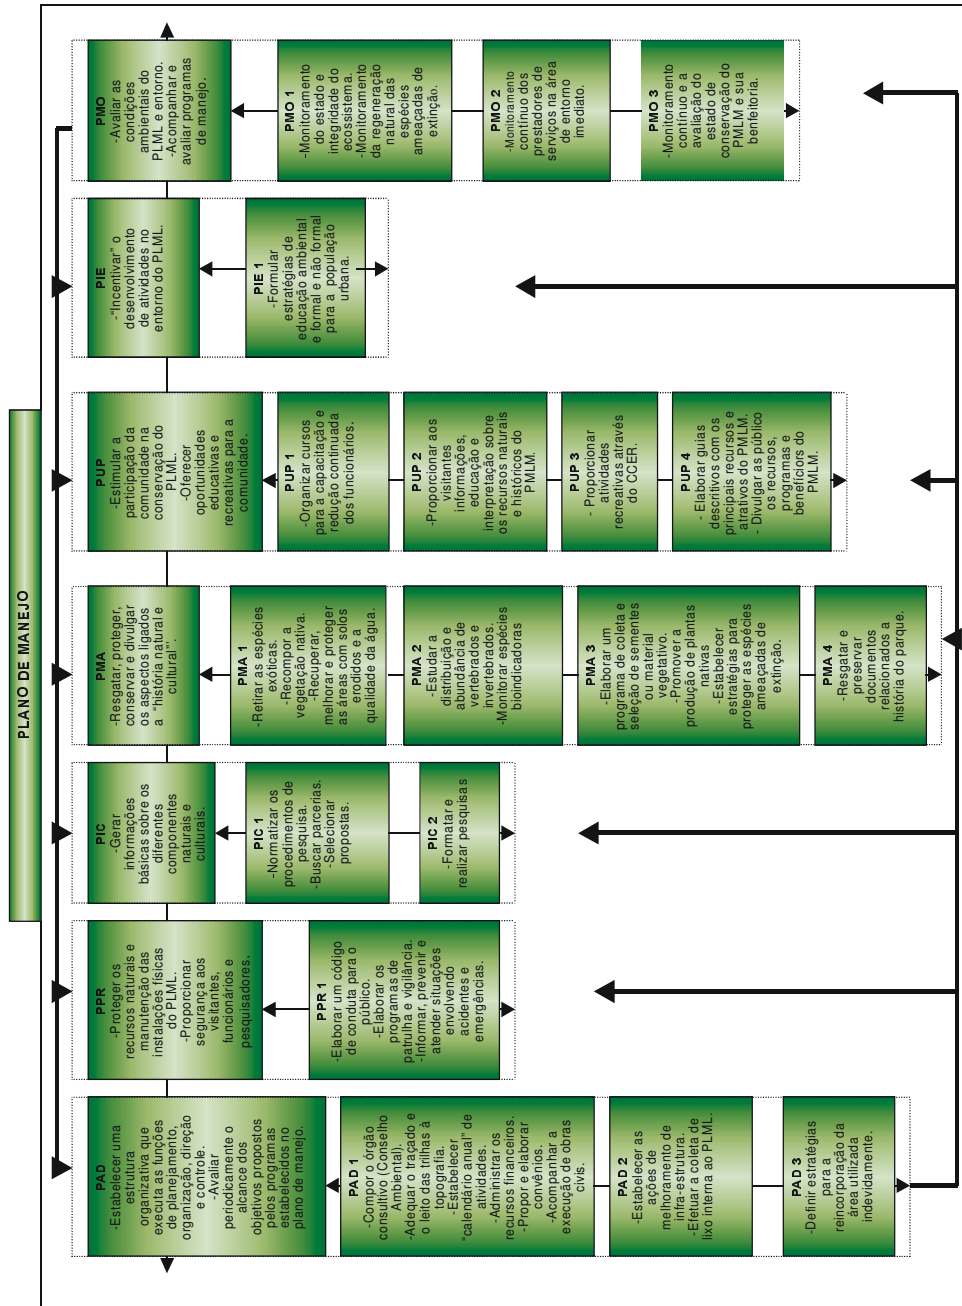 PLANO DE MANEJO
PAD
-Estabelecer uma
estrutura
organizativa que
executa as funções
de planejamento,
organização, direção
e controle.
-Avaliar
periodicamente o
alcance dos
objetivos propostos
pelos programas
estabelecidos no
plano de manejo.
PAD 1
-Compor o órgão
consultivo (Conselho
Ambiental).
-Adequar o traçado e
o leito das trilhas à
topografia.
-Estabelecer
“calendário anual” de
atividades.
-Administrar os
recursos financeiros.
-Propor e elaborar
convênios.
-Acompanhar a
execução de obras
civis.
PAD 2
-Estabelecer as
ações de
melhoramento de
infra-estrutura.
-Efetuar a coleta de
lixo interna ao PLML.
PAD 3
-Definir estratégias
para a
reincorporação da
área utilizada
indevidamente.
PPR
-Proteger os
recursos naturais e
manutenção das
instalações físicas
do PLML.
-Proporcionar
segurança aos
visitantes,
funcionários e
pesquisadores.
PPR 1
-Elaborar um código
de conduta para o
público.
-Elaborar os
programas de
patrulha e vigilância.
-Informar, prevenir e
atender situações
envolvendo
acidentes e
emergências.
PIC
-Gerar
informações
básicas sobre os
diferentes
componentes
naturais e
culturais.
PIC 1
-Normatizar os
procedimentos de
pesquisa.
-Buscar parcerias.
-Selecionar
propostas.
PIC 2
-Formatar e
realizar pesquisas
PMA
-Resgatar, proteger,
conservar e divulgar
os aspectos ligados
a “história natural e
cultural”.
PMA 1
-Retirar as espécies
exóticas.
-Recompor a
vegetação nativa.
-Recuperar,
melhorar e proteger
as áreas com solos
erodidos e a
qualidade da água.
PMA 2
-Estudar a
distribuição e
abundância de
vertebrados e
invertebrados.
-Monitorar espécies
bioindicadoras
PMA 3
-Elaborar um
programa de coleta e
seleção de sementes
ou material
vegetativo.
-Promover a
produção de plantas
nativas
-Estabelecer
estratégias para
proteger as espécies
ameaçadas de
extinção.
PMA 4
-Resgatar e
preservar
documentos
relacionados a
história do parque.
PUP
-Estimular a
participação da
comunidade na
conservação do
PLML.
-Oferecer
oportunidades
educativas e
recreativas para a
comunidade.
PUP 1
-Organizar cursos
para a capacitação e
redução continuada
dos funcionários.
PUP 2
-Proporcionar aos
visitantes
informações,
educação e
interpretação sobre
os recursos naturais
e históricos do
PMLM.
PUP 3
- Proporcionar
atividades
recreativas através
do CCER.
PUP 4
- Elaborar guias
descritivos com os
principais recursos e
atrativos do PMLM.
- Divulgar as público
os recursos,
programas e
benefícios do
PMLM.
PIE
-“Incentivar” o
desenvolvimento
de atividades no
entorno do PLML.
PIE 1
-Formular
estratégias de
educação ambiental
e formal e não formal
para a população
urbana.
PMO
-Avaliar as
condições
ambientais do
PLML e entorno.
-Acompanhar e
avaliar programas
de manejo.
PMO 1
-Monitoramento
do estado e
integridade do
ecossistema.
-Monitoramento
da regeneração
natural das
espécies
ameaçadas de
extinção.
PMO 2
-Monitoramento
contínuo dos
prestadores de
serviços na área
de entorno
imediato.
PMO 3
-Monitoramento
contínuo e a
avaliação do
estado de
conservação do
PMLM e sua
benfeitoria.